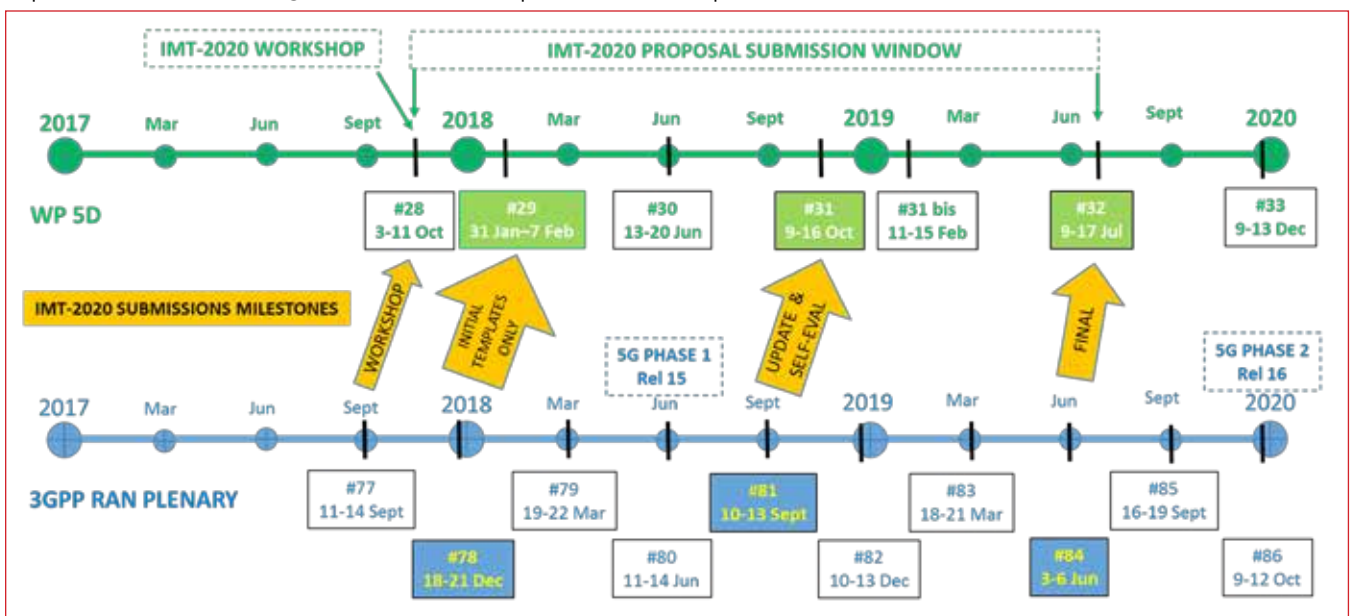 IMT-2020 WORKSHOP
IMT-2020 PROPOSAL SUBMISSION WINDOW
2017 Mar Jun Sept 2018 Mar Jun Sept 2019 Mar Jun Sept 2020
WP 5D
#28
3-11 Oct
#29
31 Jan-7 Feb
#30
13-20 Jun
#31
9-16 Oct
#31 bis
11-15 Feb
#32
9-17 Jul
#33
9-13 Dec
IMT-2020 SUBMISSIONS MILESTONES
WORKSHOP
INITIAL
TEMPLATES
ONLY
UPDATE &
SELF-EVAL
FINAL
5G PHASE 1
Rel 15
5G PHASE 2
Rel 16
2017 Mar Jun Sept 2018 Mar Jun Sept 2019 Mar Jun Sept 2020
3GPP RAN PLENARY
#77
11-14 Sept
#78
18-21 Dec
#79
19-22 Mar
#80
11-14 Jun
#81
10-13 Sept
#82
10-13 Dec
#83
18-21 Mar
#84
3-6 Jun
#85
16-19 Sept
#86
9-12 Oct